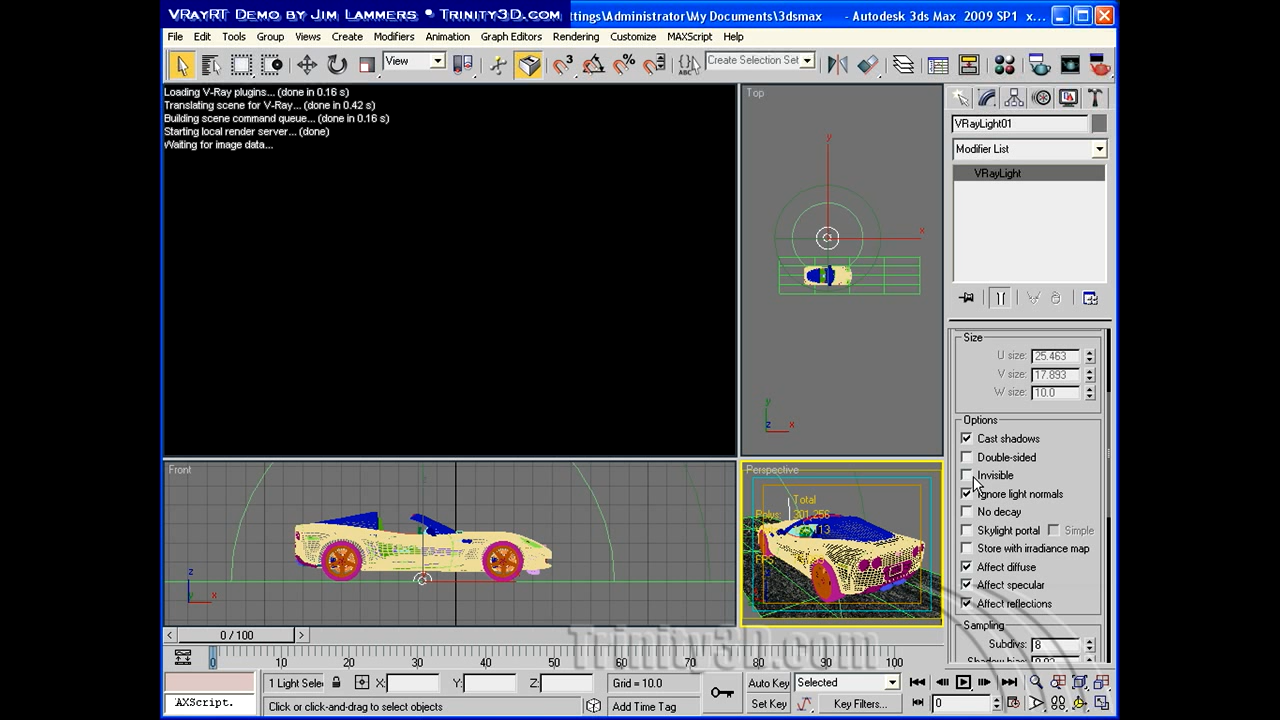 VRayRT Demo by Jim Lammers • Trinity3D.com
ttings\Administrator\My Documents\3dsmax - Autodesk 3ds Max 2009 SP1 x...
File Edit Tools Group Views Create Modifiers Animation Graph Editors Rendering Customize MAXScript Help
View
Create Selection Set
Loading V-Ray plugins... (done in 0.16 s)
Translating scene for V-Ray... (done in 0.42 s)
Building scene command queue... (done in 0.16 s)
Starting local render server... (done)
Waiting for image data...
Top
y
x
y
z x
VRayLight01
Modifier List
VRayLight
Size
U size: 25.463
V size: 17.893
W size: 10.0
Options
Cast shadows
Double-sided
Invisible
Ignore light normals
No decay
Skylight portal Simple
Store with irradiance map
Affect diffuse
Affect specular
Affect reflections
Sampling
Subdivs: 8
Shadow bias: 0.02
Front
z
x
Perspective
Total
Polys: 301,256
0 / 100
Trinity3D.com
0 10 20 30 40 50 60 70 80 90 100
1 Light Sele X: Y: Z: Grid = 10.0 Auto Key Selected
AXScript. Click or click-and-drag to select objects Add Time Tag Set Key Key Filters... 0